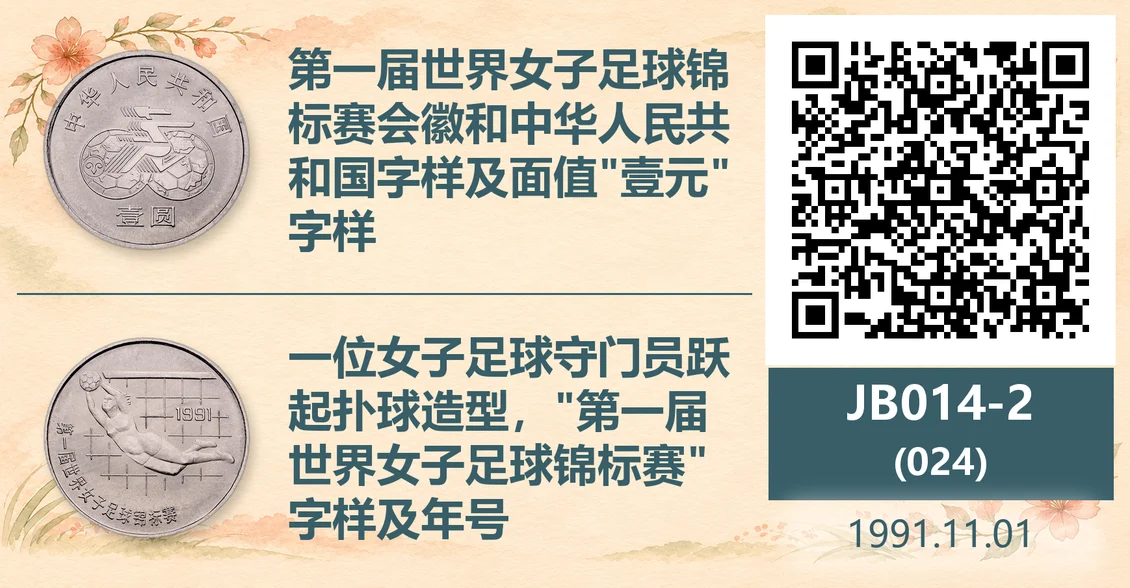 中华人民共和国
壹圆
第一届世界女子足球锦
标赛会徽和中华人民共
和国字样及面值"壹元"
字样
1991
第一届世界女子足球锦标赛
一位女子足球守门员跃
起扑球造型，"第一届
世界女子足球锦标赛"
字样及年号
JB014-2
(024)
1991.11.01